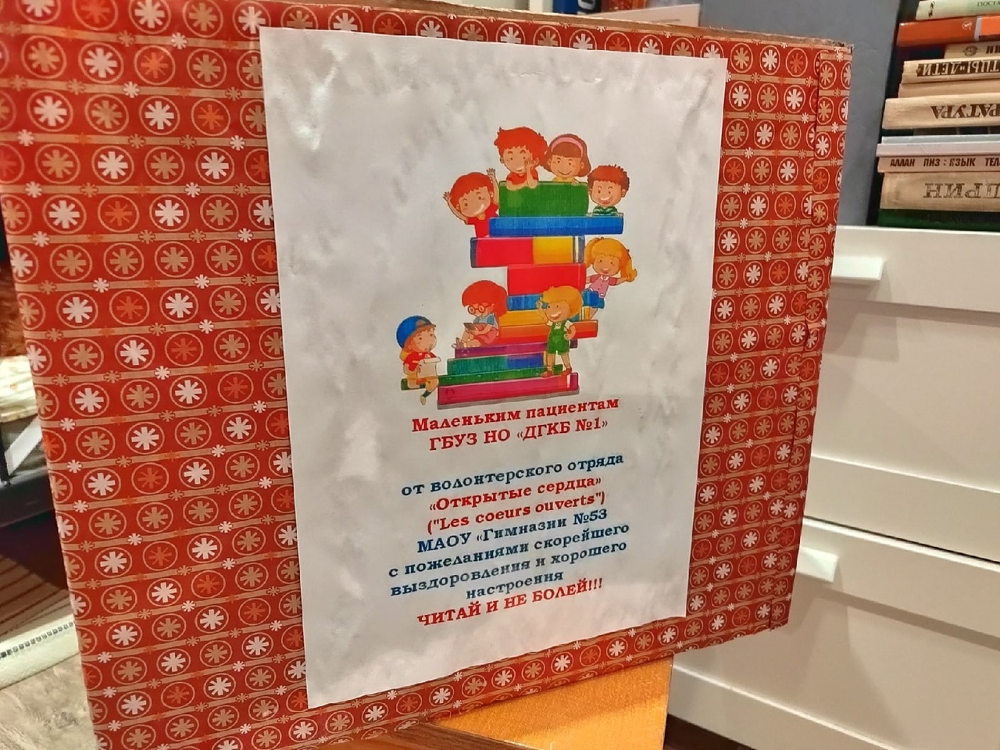 Маленьким пациентам
ГБУЗ НО «ДГКБ №1»
от волонтерского отряда
«Открытые сердца»
("Les coeurs ouverts")
МАОУ «Гимназии №53
с пожеланиями скорейшего
выздоровления и хорошего
настроения
ЧИТАЙ И НЕ БОЛЕЙ!!!
АЛЛАН ПИЗ : ЯЗЫК ТЕЛ